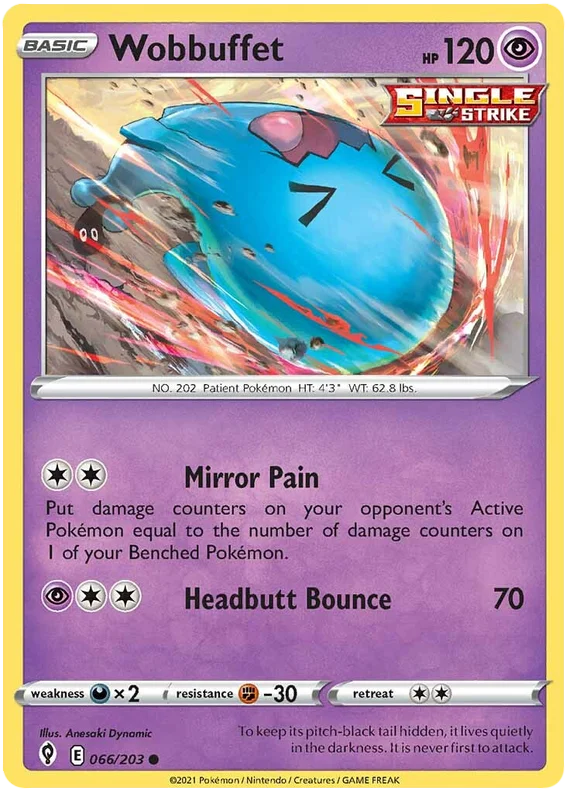 BASIC Wobbuffet HP 120
SINGLE
STRIKE
NO. 202 Patient Pokémon HT: 4'3" WT: 62.8 lbs.
Mirror Pain
Put damage counters on your opponent's Active
Pokémon equal to the number of damage counters on
1 of your Benched Pokémon.
Headbutt Bounce 70
weakness ×2 resistance -30 retreat
Illus. Anesaki Dynamic
To keep its pitch-black tail hidden, it lives quietly
in the darkness. It is never first to attack.
E 066/203
©2021 Pokémon / Nintendo / Creatures / GAME FREAK